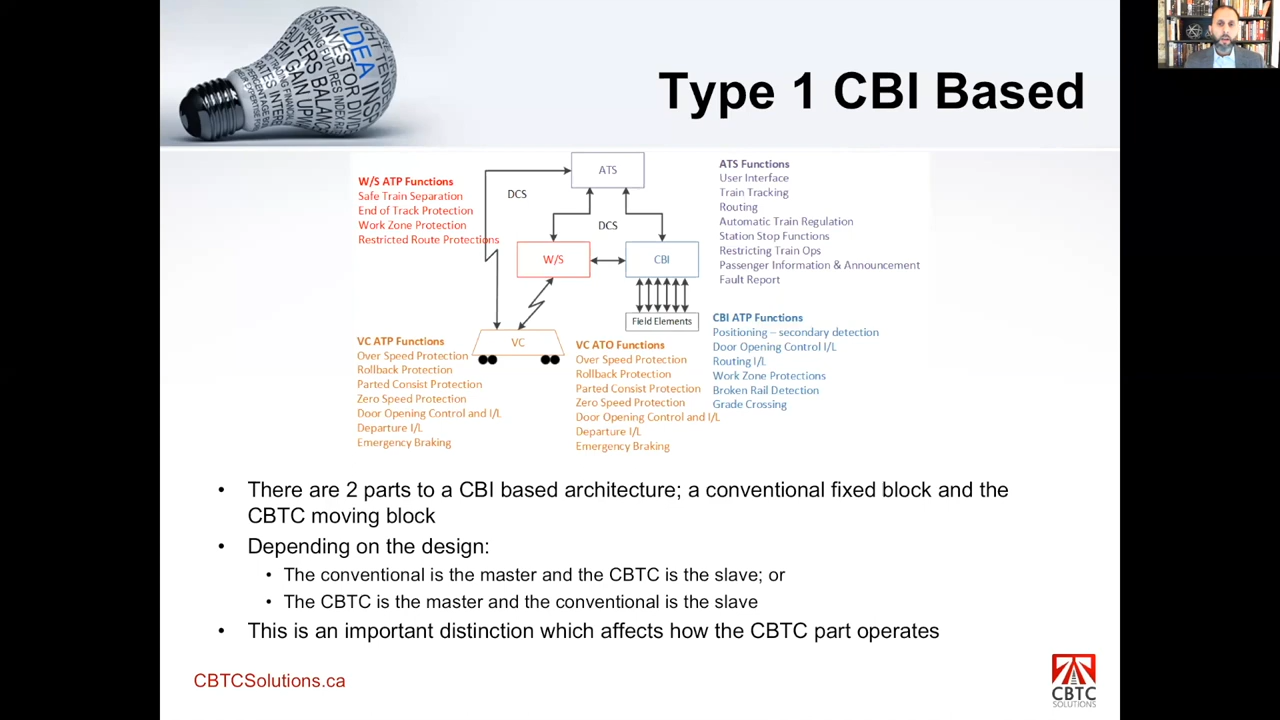 Type 1 CBI Based
W/S ATP Functions
Safe Train Separation
End of Track Protection
Work Zone Protection
Restricted Route Protections
ATS
DCS
DCS
W/S
CBI
Field Elements
VC
ATS Functions
User Interface
Train Tracking
Routing
Automatic Train Regulation
Station Stop Functions
Restricting Train Ops
Passenger Information & Announcement
Fault Report
VC ATP Functions
Over Speed Protection
Rollback Protection
Parted Consist Protection
Zero Speed Protection
Door Opening Control and I/L
Departure I/L
Emergency Braking
VC ATO Functions
Over Speed Protection
Rollback Protection
Parted Consist Protection
Zero Speed Protection
Door Opening Control and I/L
Departure I/L
Emergency Braking
CBI ATP Functions
Positioning – secondary detection
Door Opening Control I/L
Routing I/L
Work Zone Protections
Broken Rail Detection
Grade Crossing
• There are 2 parts to a CBI based architecture; a conventional fixed block and the
CBTC moving block
• Depending on the design:
• The conventional is the master and the CBTC is the slave; or
• The CBTC is the master and the conventional is the slave
• This is an important distinction which affects how the CBTC part operates
CBTCSolutions.ca
CBTC
SOLUTIONS
IDEA